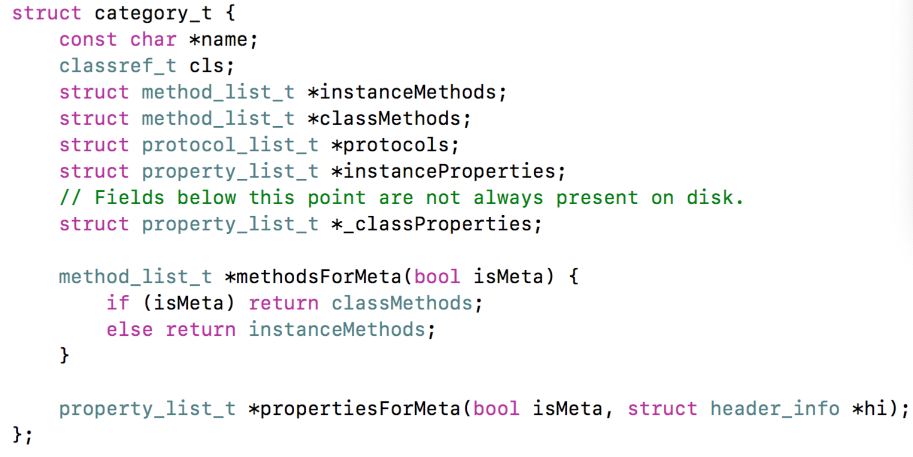 struct category_t {
    const char *name;
    classref_t cls;
    struct method_list_t *instanceMethods;
    struct method_list_t *classMethods;
    struct protocol_list_t *protocols;
    struct property_list_t *instanceProperties;
    // Fields below this point are not always present on disk.
    struct property_list_t *_classProperties;

    method_list_t *methodsForMeta(bool isMeta) {
        if (isMeta) return classMethods;
        else return instanceMethods;
    }

    property_list_t *propertiesForMeta(bool isMeta, struct header_info *hi);
};